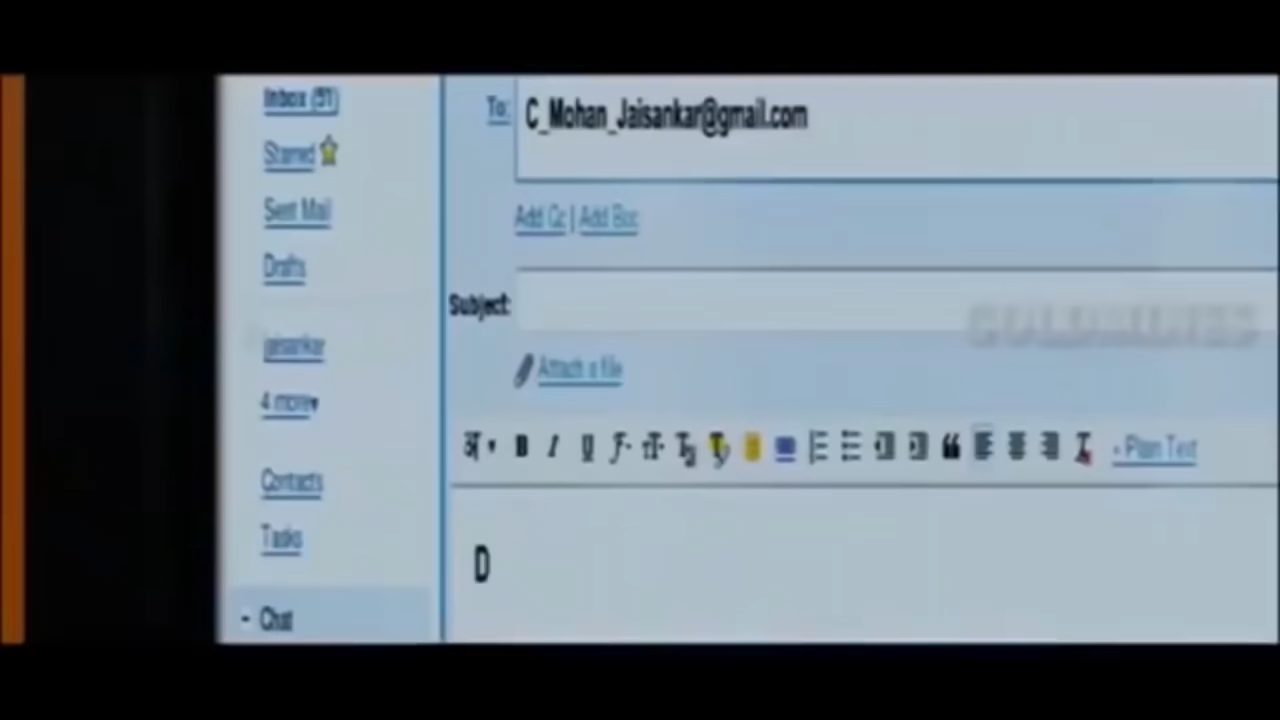 Inbox (51)
Starred
Sent Mail
Drafts
jaisankar
4 more▾
Contacts
Tasks
- Chat
To: C_Mohan_Jaisankar@gmail.com
Add Cc | Add Bcc
Subject:
GOLDMINES
Attach a file
B I U
« Plain Text
D